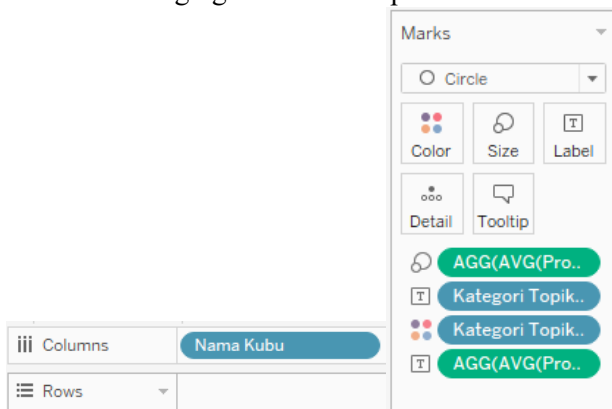 Marks
Circle
Color Size Label
Detail Tooltip
AGG(AVG(Pro..
T Kategori Topik..
Kategori Topik..
T AGG(AVG(Pro..
iii Columns Nama Kubu
Rows